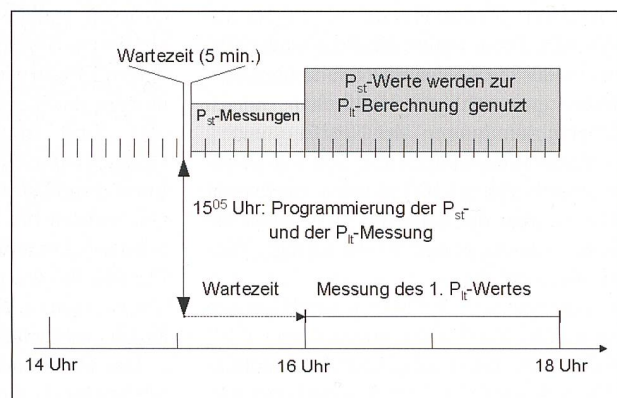 Wartezeit (5 min.)
Pst-Werte werden zur
Plt-Berechnung genutzt
Pst-Messungen
15⁰⁵ Uhr: Programmierung der Pst-
und der Plt-Messung
Wartezeit
Messung des 1. Plt-Wertes
14 Uhr
16 Uhr
18 Uhr